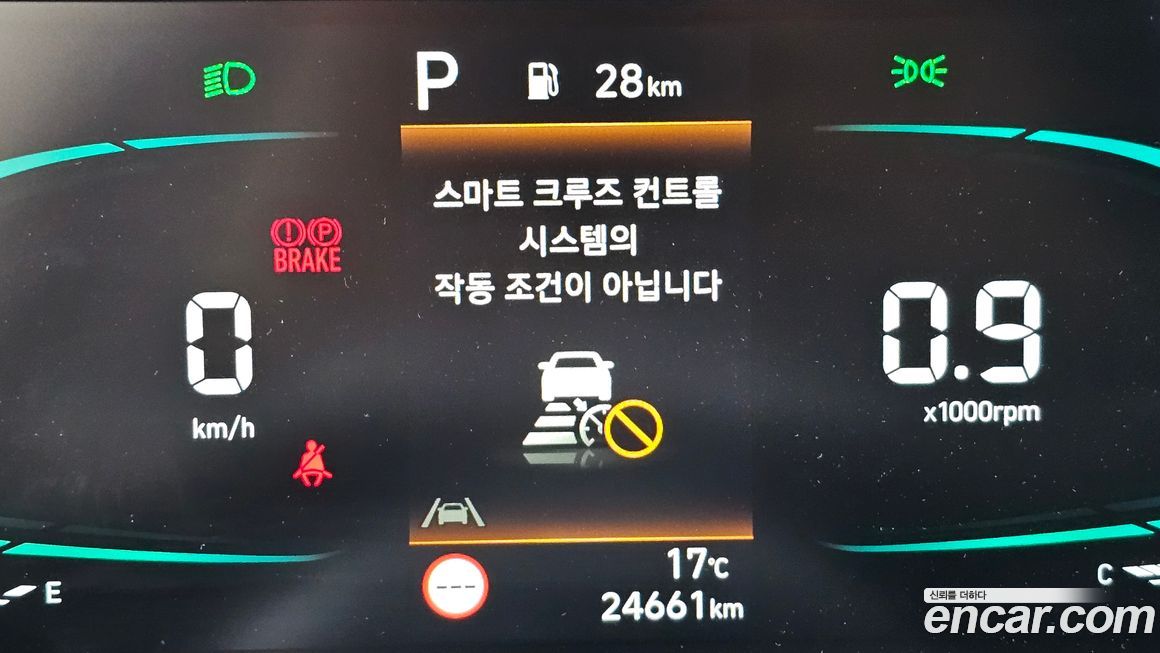 P 28km
스마트 크루즈 컨트롤
시스템의
작동 조건이 아닙니다
(!) (P)
BRAKE
0
km/h
0.9
x1000rpm
E
---
17℃
24661km
C
신뢰를 더하다
encar.com